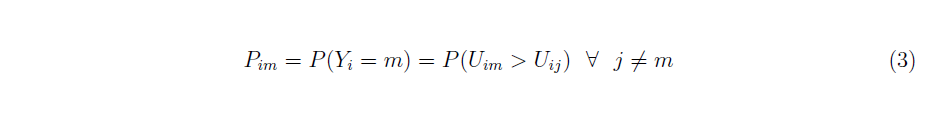 P_{im} = P(Y_i = m) = P(U_{im} > U_{ij}) ∀ j ≠ m (3)